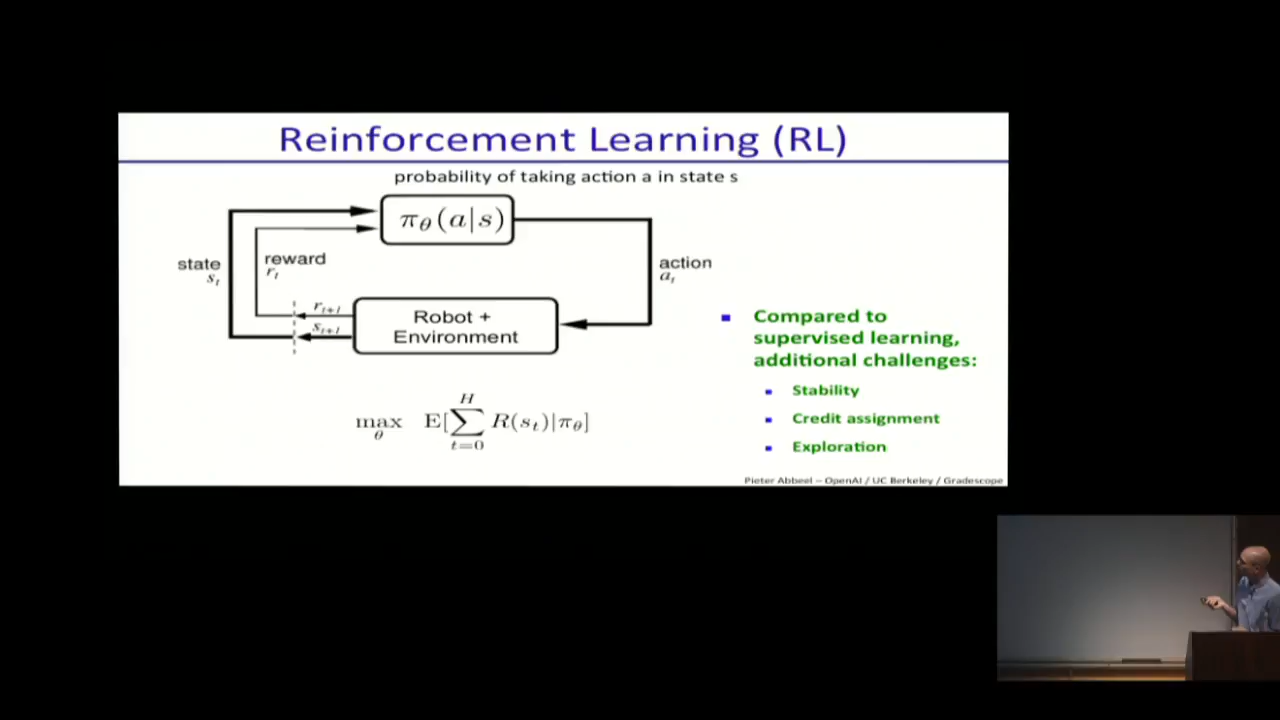 Reinforcement Learning (RL)
probability of taking action a in state s
π_θ(a|s)
state
s_t
reward
r_t
action
a_t
r_{t+1}
s_{t+1}
Robot +
Environment
max_θ E[∑_{t=0}^{H} R(s_t)|π_θ]
Compared to
supervised learning,
additional challenges:
Stability
Credit assignment
Exploration
Pieter Abbeel – OpenAI / UC Berkeley / Gradescope